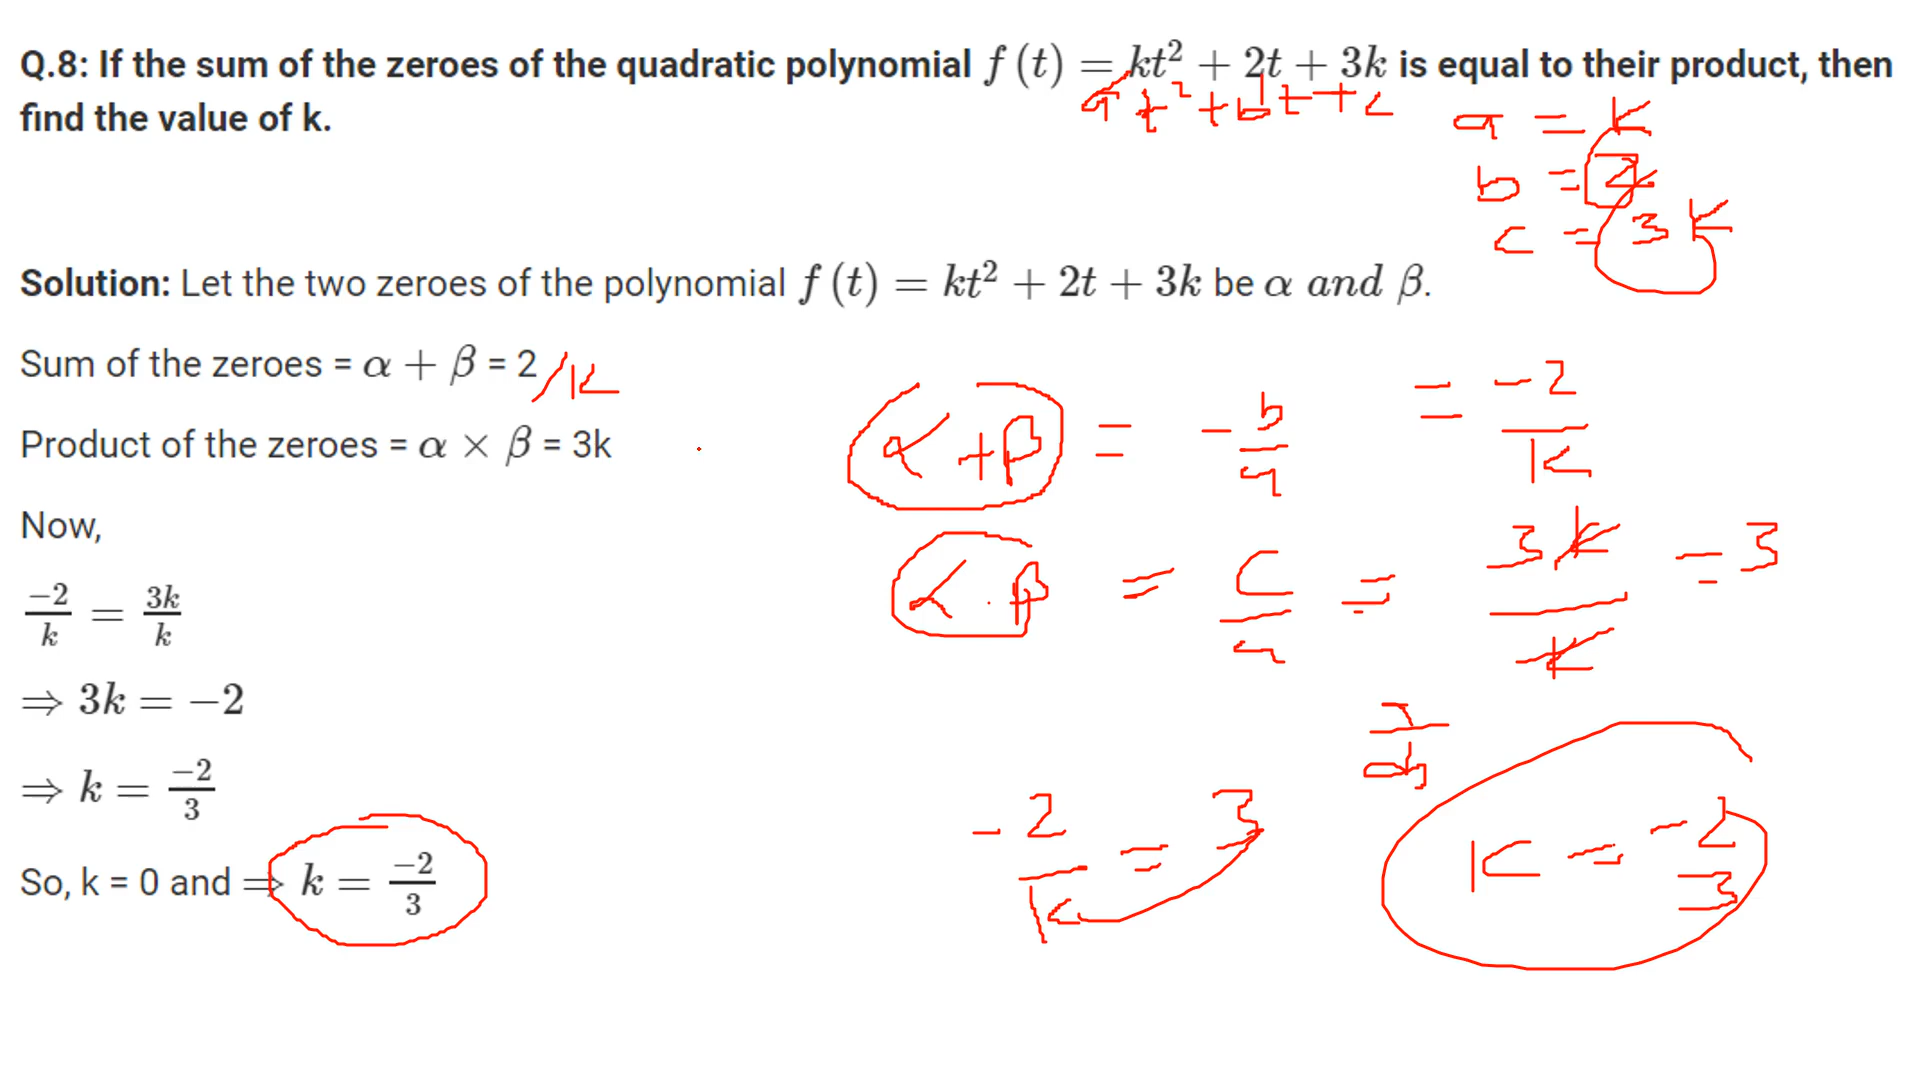 Q.8: If the sum of the zeroes of the quadratic polynomial f (t) = kt² + 2t + 3k is equal to their product, then
find the value of k.
at² + bt + c
a = k
b = 2
c = 3k
Solution: Let the two zeroes of the polynomial f (t) = kt² + 2t + 3k be α and β.
Sum of the zeroes = α + β = 2 /k
Product of the zeroes = α × β = 3k
α + β = -b/a = -2/k
α . β = c/a = 3k/k = 3
Now,
-2/k = 3k/k
⇒ 3k = -2
⇒ k = -2/3
So, k = 0 and ⇒ k = -2/3
-2/k = 3
k = -2/3